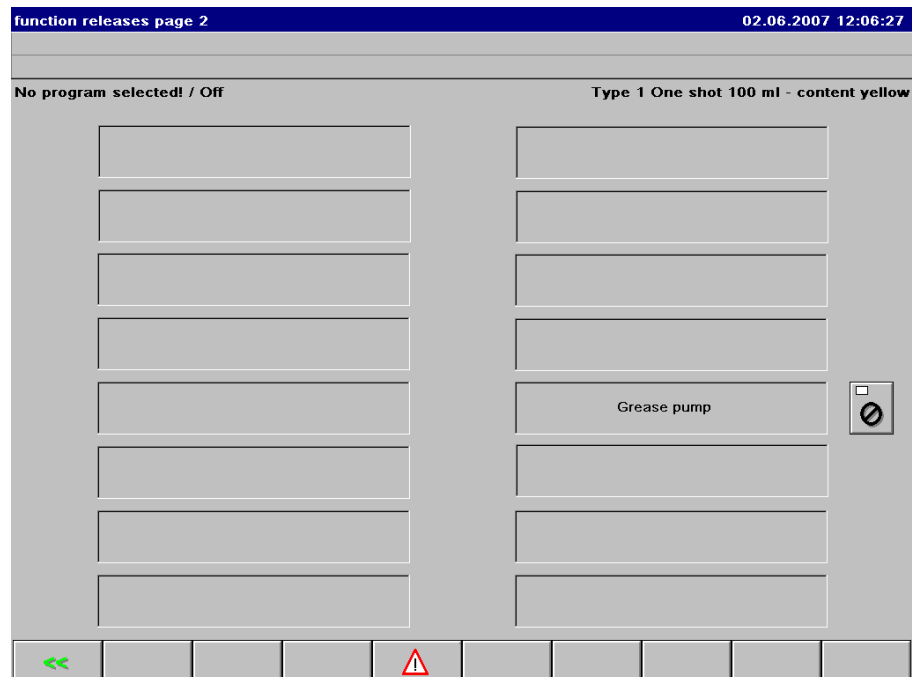 function releases page 2 02.06.2007 12:06:27
No program selected! / Off Type 1 One shot 100 ml - content yellow
Grease pump
<<